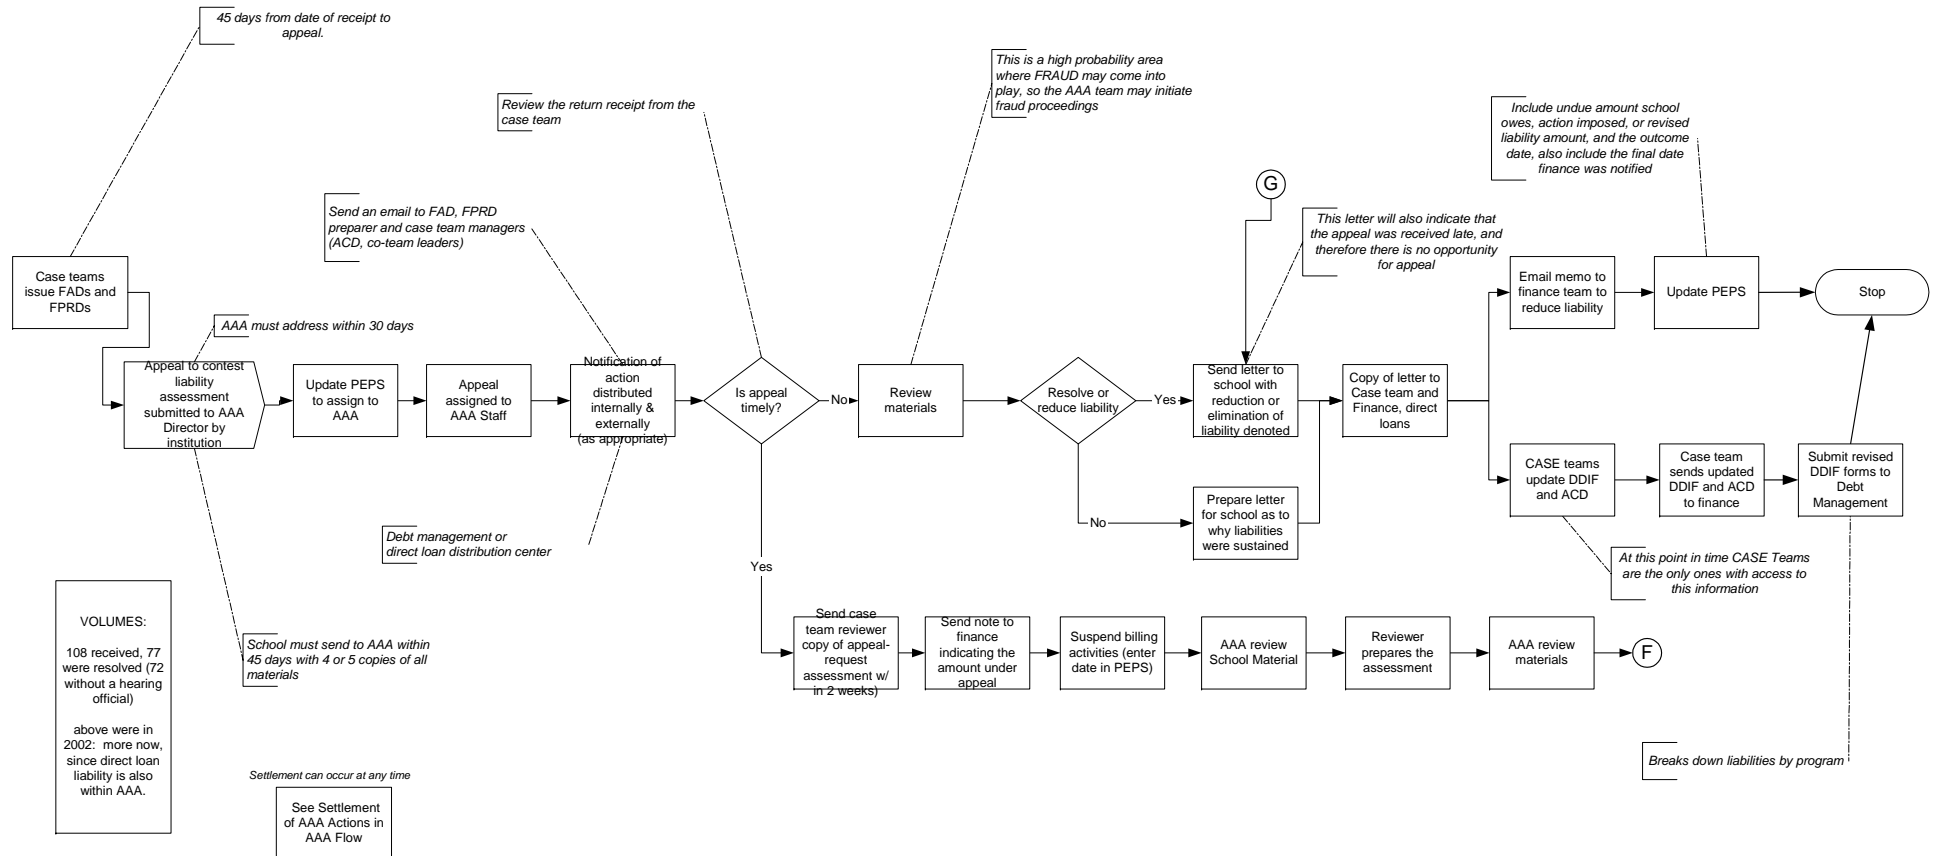 45 days from date of receipt to
appeal.
This is a high probability area
where FRAUD may come into
play, so the AAA team may initiate
fraud proceedings
Review the return receipt from the
case team
Include undue amount school
owes, action imposed, or revised
liability amount, and the outcome
date, also include the final date
finance was notified
G
Send an email to FAD, FPRD
preparer and case team managers
(ACD, co-team leaders)
This letter will also indicate that
the appeal was received late, and
therefore there is no opportunity
for appeal
Case teams
issue FADs and
FPRDs
Email memo to
finance team to
reduce liability
Update PEPS
Stop
AAA must address within 30 days
Appeal to contest
liability
assessment
submitted to AAA
Director by
institution
Update PEPS
to assign to
AAA
Appeal
assigned to
AAA Staff
Notification of
action
distributed
internally &
externally
(as appropriate)
Is appeal
timely?
No
Review
materials
Resolve or
reduce liability
Yes
Send letter to
school with
reduction or
elimination of
liability denoted
Copy of letter to
Case team and
Finance, direct
loans
CASE teams
update DDIF
and ACD
Case team
sends updated
DDIF and ACD
to finance
Submit revised
DDIF forms to
Debt
Management
No
Prepare letter
for school as to
why liabilities
were sustained
Debt management or
direct loan distribution center
At this point in time CASE Teams
are the only ones with access to
this information
Yes
VOLUMES:
108 received, 77
were resolved (72
without a hearing
official)
above were in
2002:  more now,
since direct loan
liability is also
within AAA.
School must send to AAA within
45 days with 4 or 5 copies of all
materials
Send case
team reviewer
copy of appeal-
request
assessment w/
in 2 weeks)
Send note to
finance
indicating the
amount under
appeal
Suspend billing
activities (enter
date in PEPS)
AAA review
School Material
Reviewer
prepares the
assessment
AAA review
materials
F
Breaks down liabilities by program
Settlement can occur at any time
See Settlement
of AAA Actions in
AAA Flow